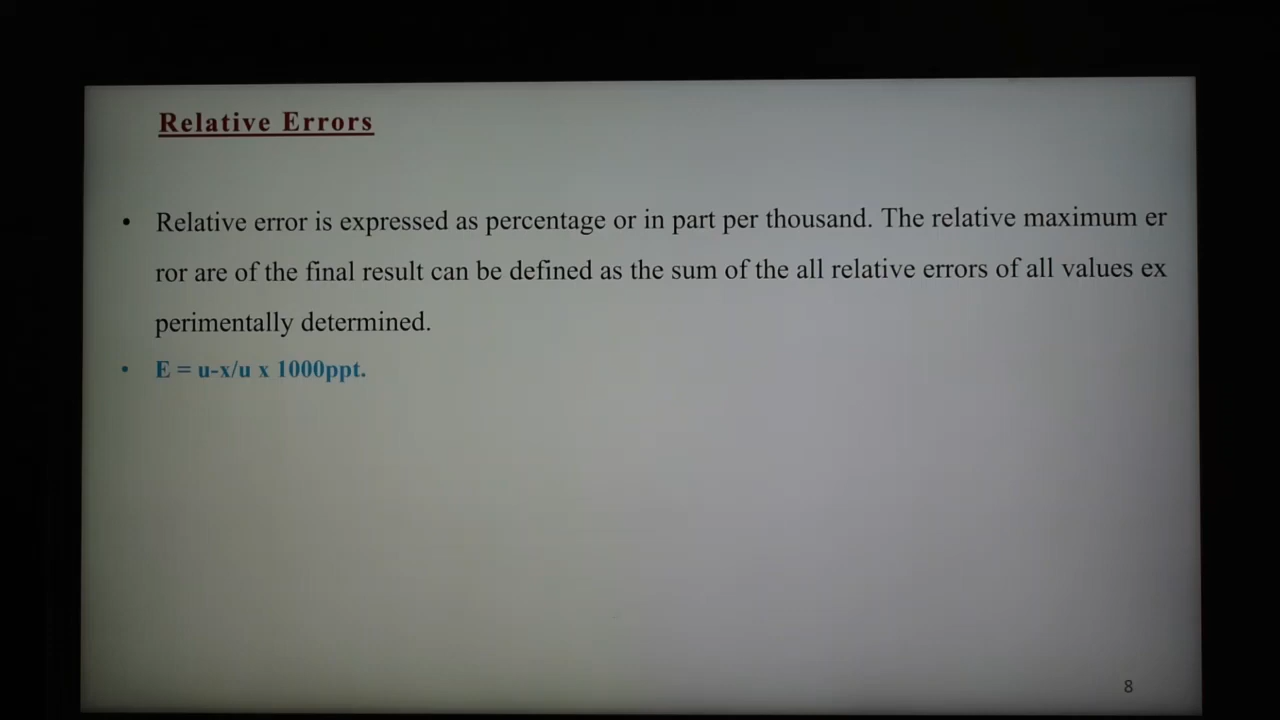 Relative Errors
• Relative error is expressed as percentage or in part per thousand. The relative maximum er
ror are of the final result can be defined as the sum of the all relative errors of all values ex
perimentally determined.
• E = u-x/u x 1000ppt.
8